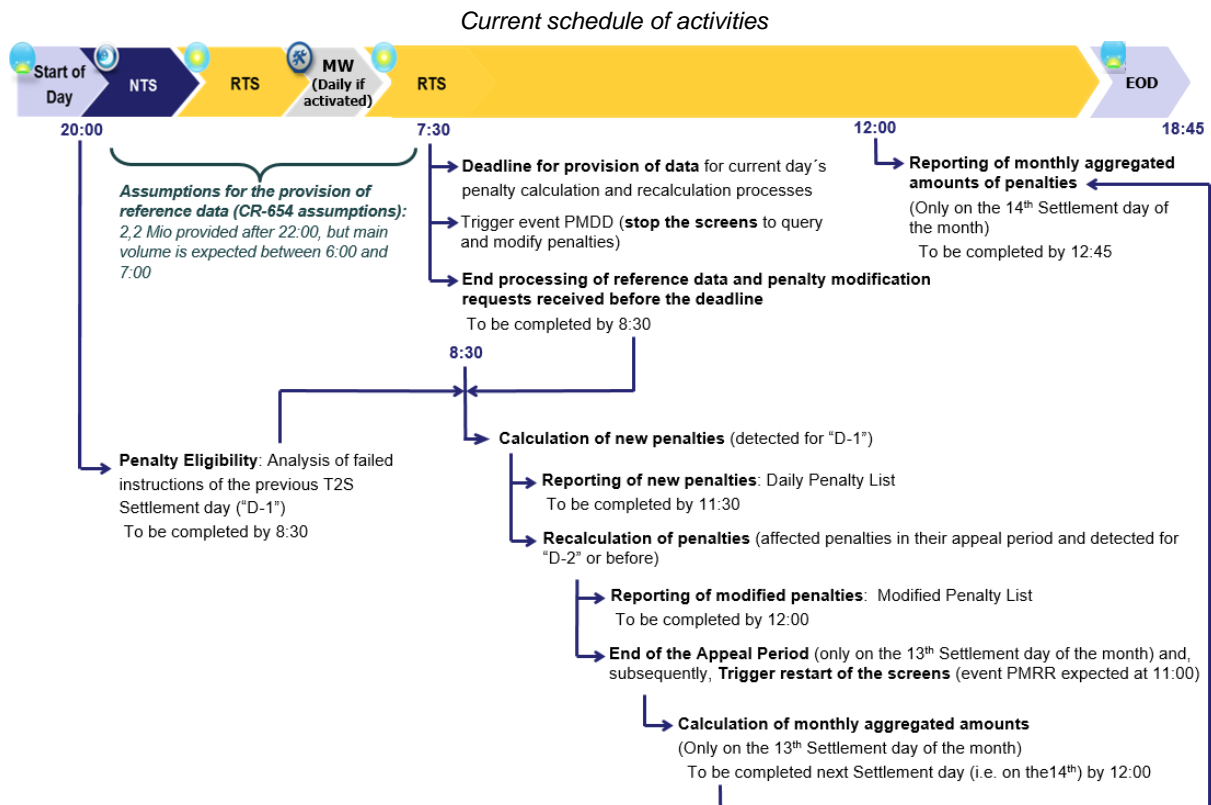 Current schedule of activities
Start of
Day
NTS
RTS
MW
(Daily if
activated)
RTS
EOD
20:00
7:30
12:00
18:45
Assumptions for the provision of
reference data (CR-654 assumptions):
2,2 Mio provided after 22:00, but main
volume is expected between 6:00 and
7:00
Deadline for provision of data for current day´s
penalty calculation and recalculation processes
Trigger event PMDD (stop the screens to query
and modify penalties)
End processing of reference data and penalty modification
requests received before the deadline
To be completed by 8:30
Reporting of monthly aggregated
amounts of penalties
(Only on the 14th Settlement day of
the month)
To be completed by 12:45
8:30
Penalty Eligibility: Analysis of failed
instructions of the previous T2S
Settlement day (“D-1”)
To be completed by 8:30
Calculation of new penalties (detected for “D-1”)
Reporting of new penalties: Daily Penalty List
To be completed by 11:30
Recalculation of penalties (affected penalties in their appeal period and detected for
“D-2” or before)
Reporting of modified penalties: Modified Penalty List
To be completed by 12:00
End of the Appeal Period (only on the 13th Settlement day of the month) and,
subsequently, Trigger restart of the screens (event PMRR expected at 11:00)
Calculation of monthly aggregated amounts
(Only on the 13th Settlement day of the month)
To be completed next Settlement day (i.e. on the14th) by 12:00